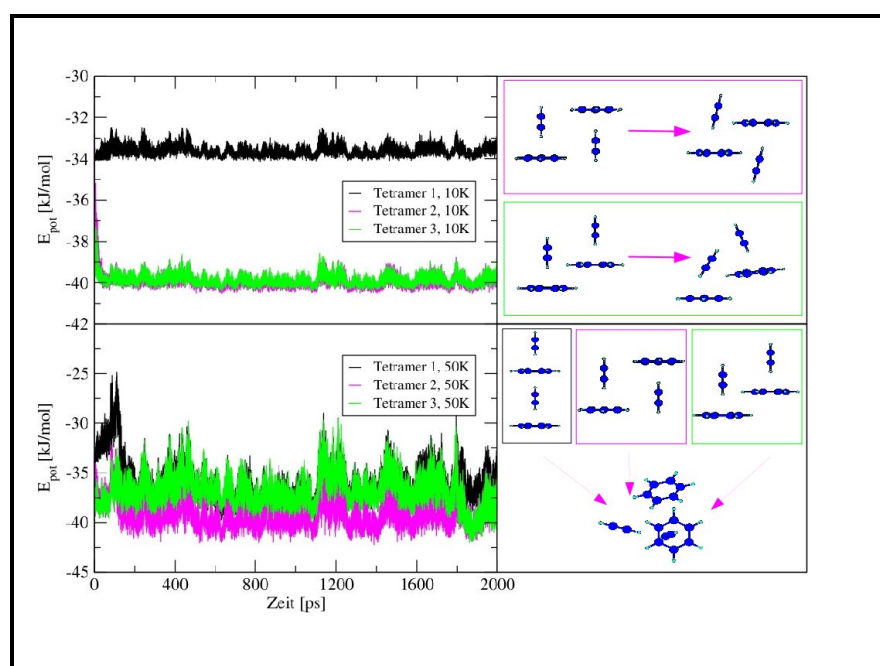 -30
-32
-34
-36
-38
-40
-42
E_pot [kJ/mol]
Tetramer 1, 10K
Tetramer 2, 10K
Tetramer 3, 10K
-25
-30
-35
-40
-45
E_pot [kJ/mol]
Tetramer 1, 50K
Tetramer 2, 50K
Tetramer 3, 50K
0 400 800 1200 1600 2000
Zeit [ps]